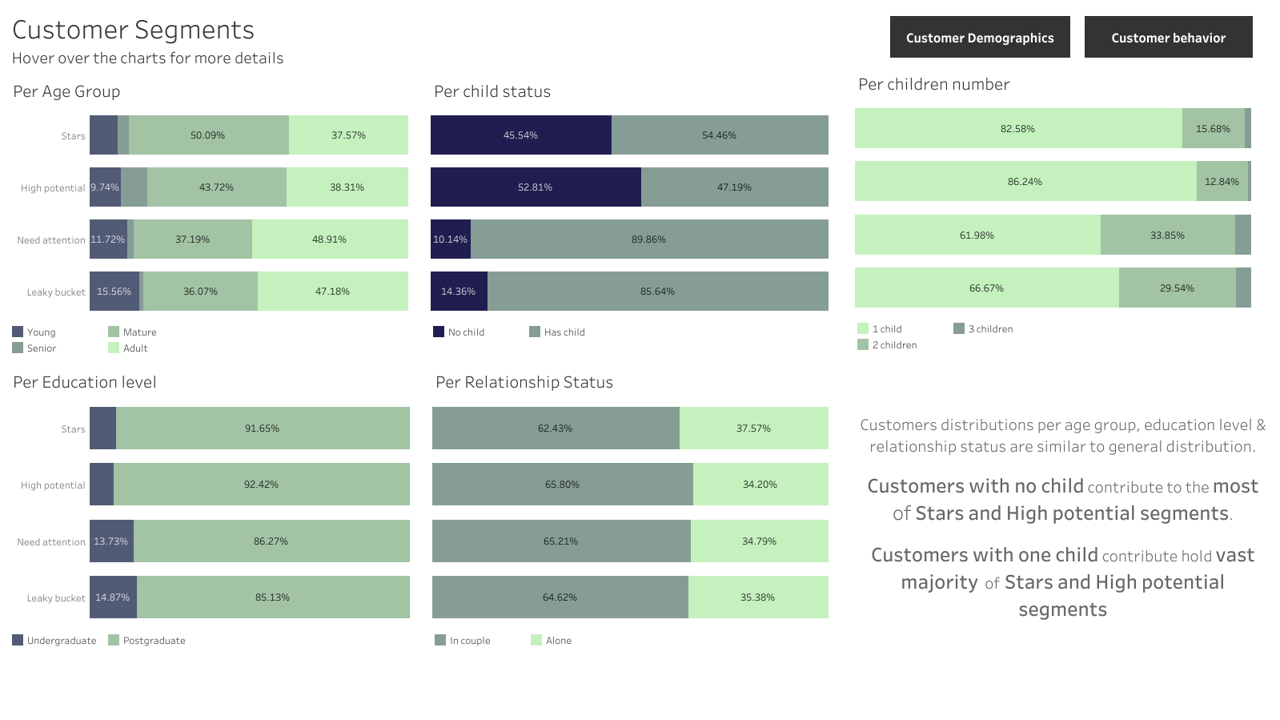 Customer Segments
Hover over the charts for more details
Customer Demographics
Customer behavior
Per Age Group
Stars 50.09% 37.57%
High potential 9.74% 43.72% 38.31%
Need attention 11.72% 37.19% 48.91%
Leaky bucket 15.56% 36.07% 47.18%
Young Mature
Senior Adult
Per child status
45.54% 54.46%
52.81% 47.19%
10.14% 89.86%
14.36% 85.64%
No child Has child
Per children number
82.58% 15.68%
86.24% 12.84%
61.98% 33.85%
66.67% 29.54%
1 child 3 children
2 children
Per Education level
Stars 91.65%
High potential 92.42%
Need attention 13.73% 86.27%
Leaky bucket 14.87% 85.13%
Undergraduate Postgraduate
Per Relationship Status
62.43% 37.57%
65.80% 34.20%
65.21% 34.79%
64.62% 35.38%
In couple Alone
Customers distributions per age group, education level &
relationship status are similar to general distribution.
Customers with no child contribute to the most
of Stars and High potential segments.
Customers with one child contribute hold vast
majority of Stars and High potential
segments